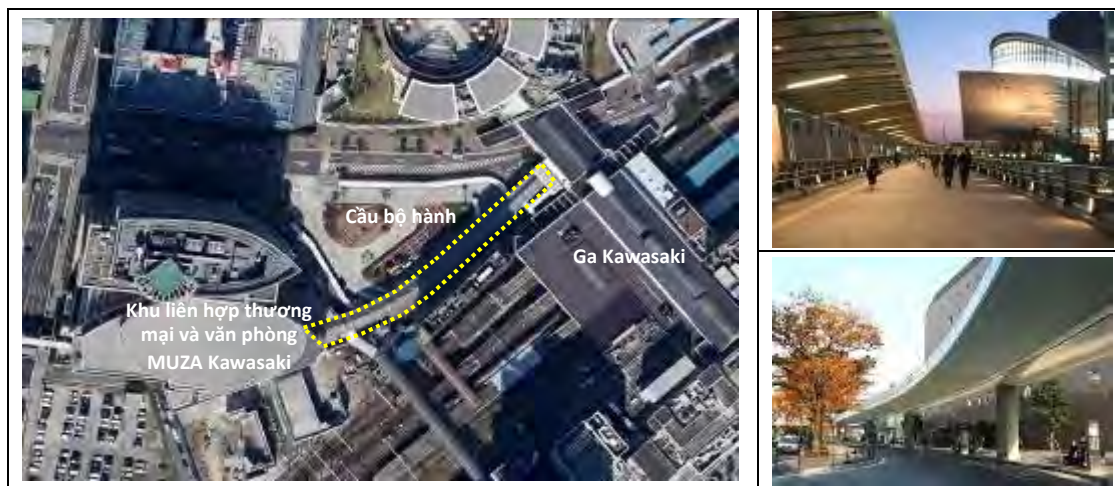 Cầu bộ hành
Ga Kawasaki
Khu liên hợp thương
mại và văn phòng
MUZA Kawasaki